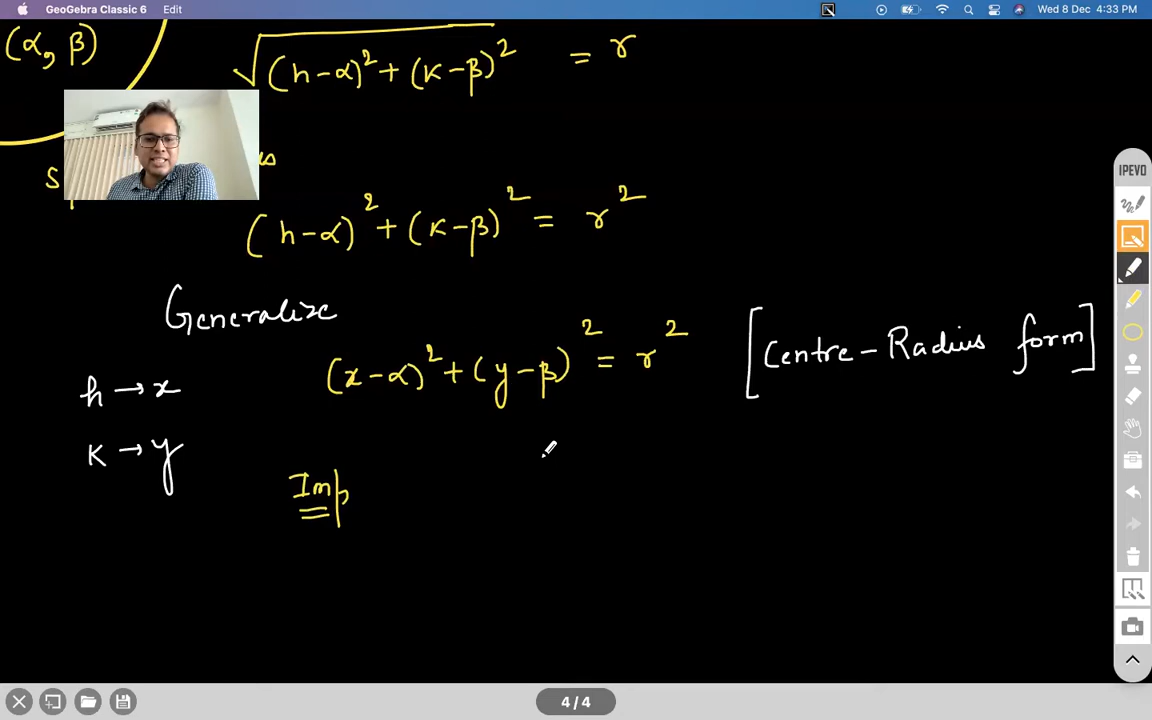 GeoGebra Classic 6 Edit Wed 8 Dec 4:33 PM
(α, β)
√(h-α)² + (k-β)² = r
(h-α)² + (k-β)² = r²
Generalize
(x-α)² + (y-β)² = r² [Centre-Radius form]
h → x
k → y
Imp
IPEVO
4 / 4